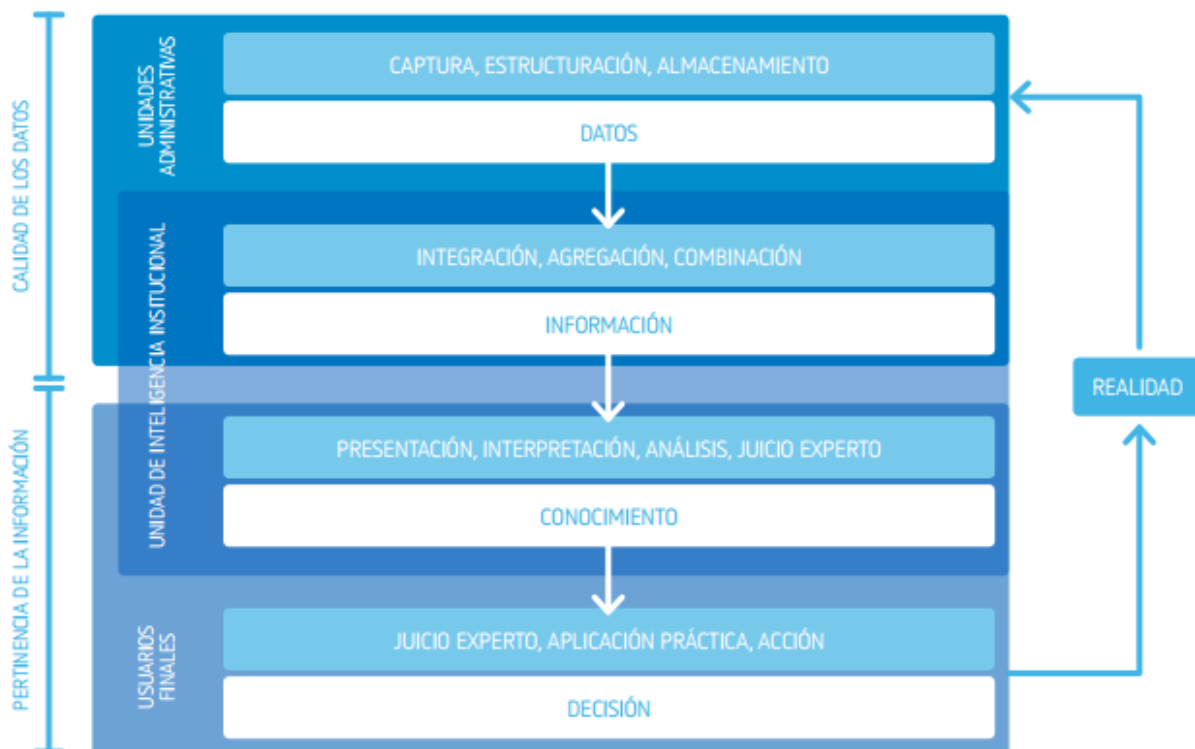 CALIDAD DE LOS DATOS
UNIDADES
ADMINISTRATIVAS
CAPTURA, ESTRUCTURACIÓN, ALMACENAMIENTO
DATOS
UNIDAD DE INTELIGENCIA INSITUCIONAL
INTEGRACIÓN, AGREGACIÓN, COMBINACIÓN
INFORMACIÓN
REALIDAD
PERTINENCIA DE LA INFORMACIÓN
PRESENTACIÓN, INTERPRETACIÓN, ANÁLISIS, JUICIO EXPERTO
CONOCIMIENTO
USUARIOS
FINALES
JUICIO EXPERTO, APLICACIÓN PRÁCTICA, ACCIÓN
DECISIÓN